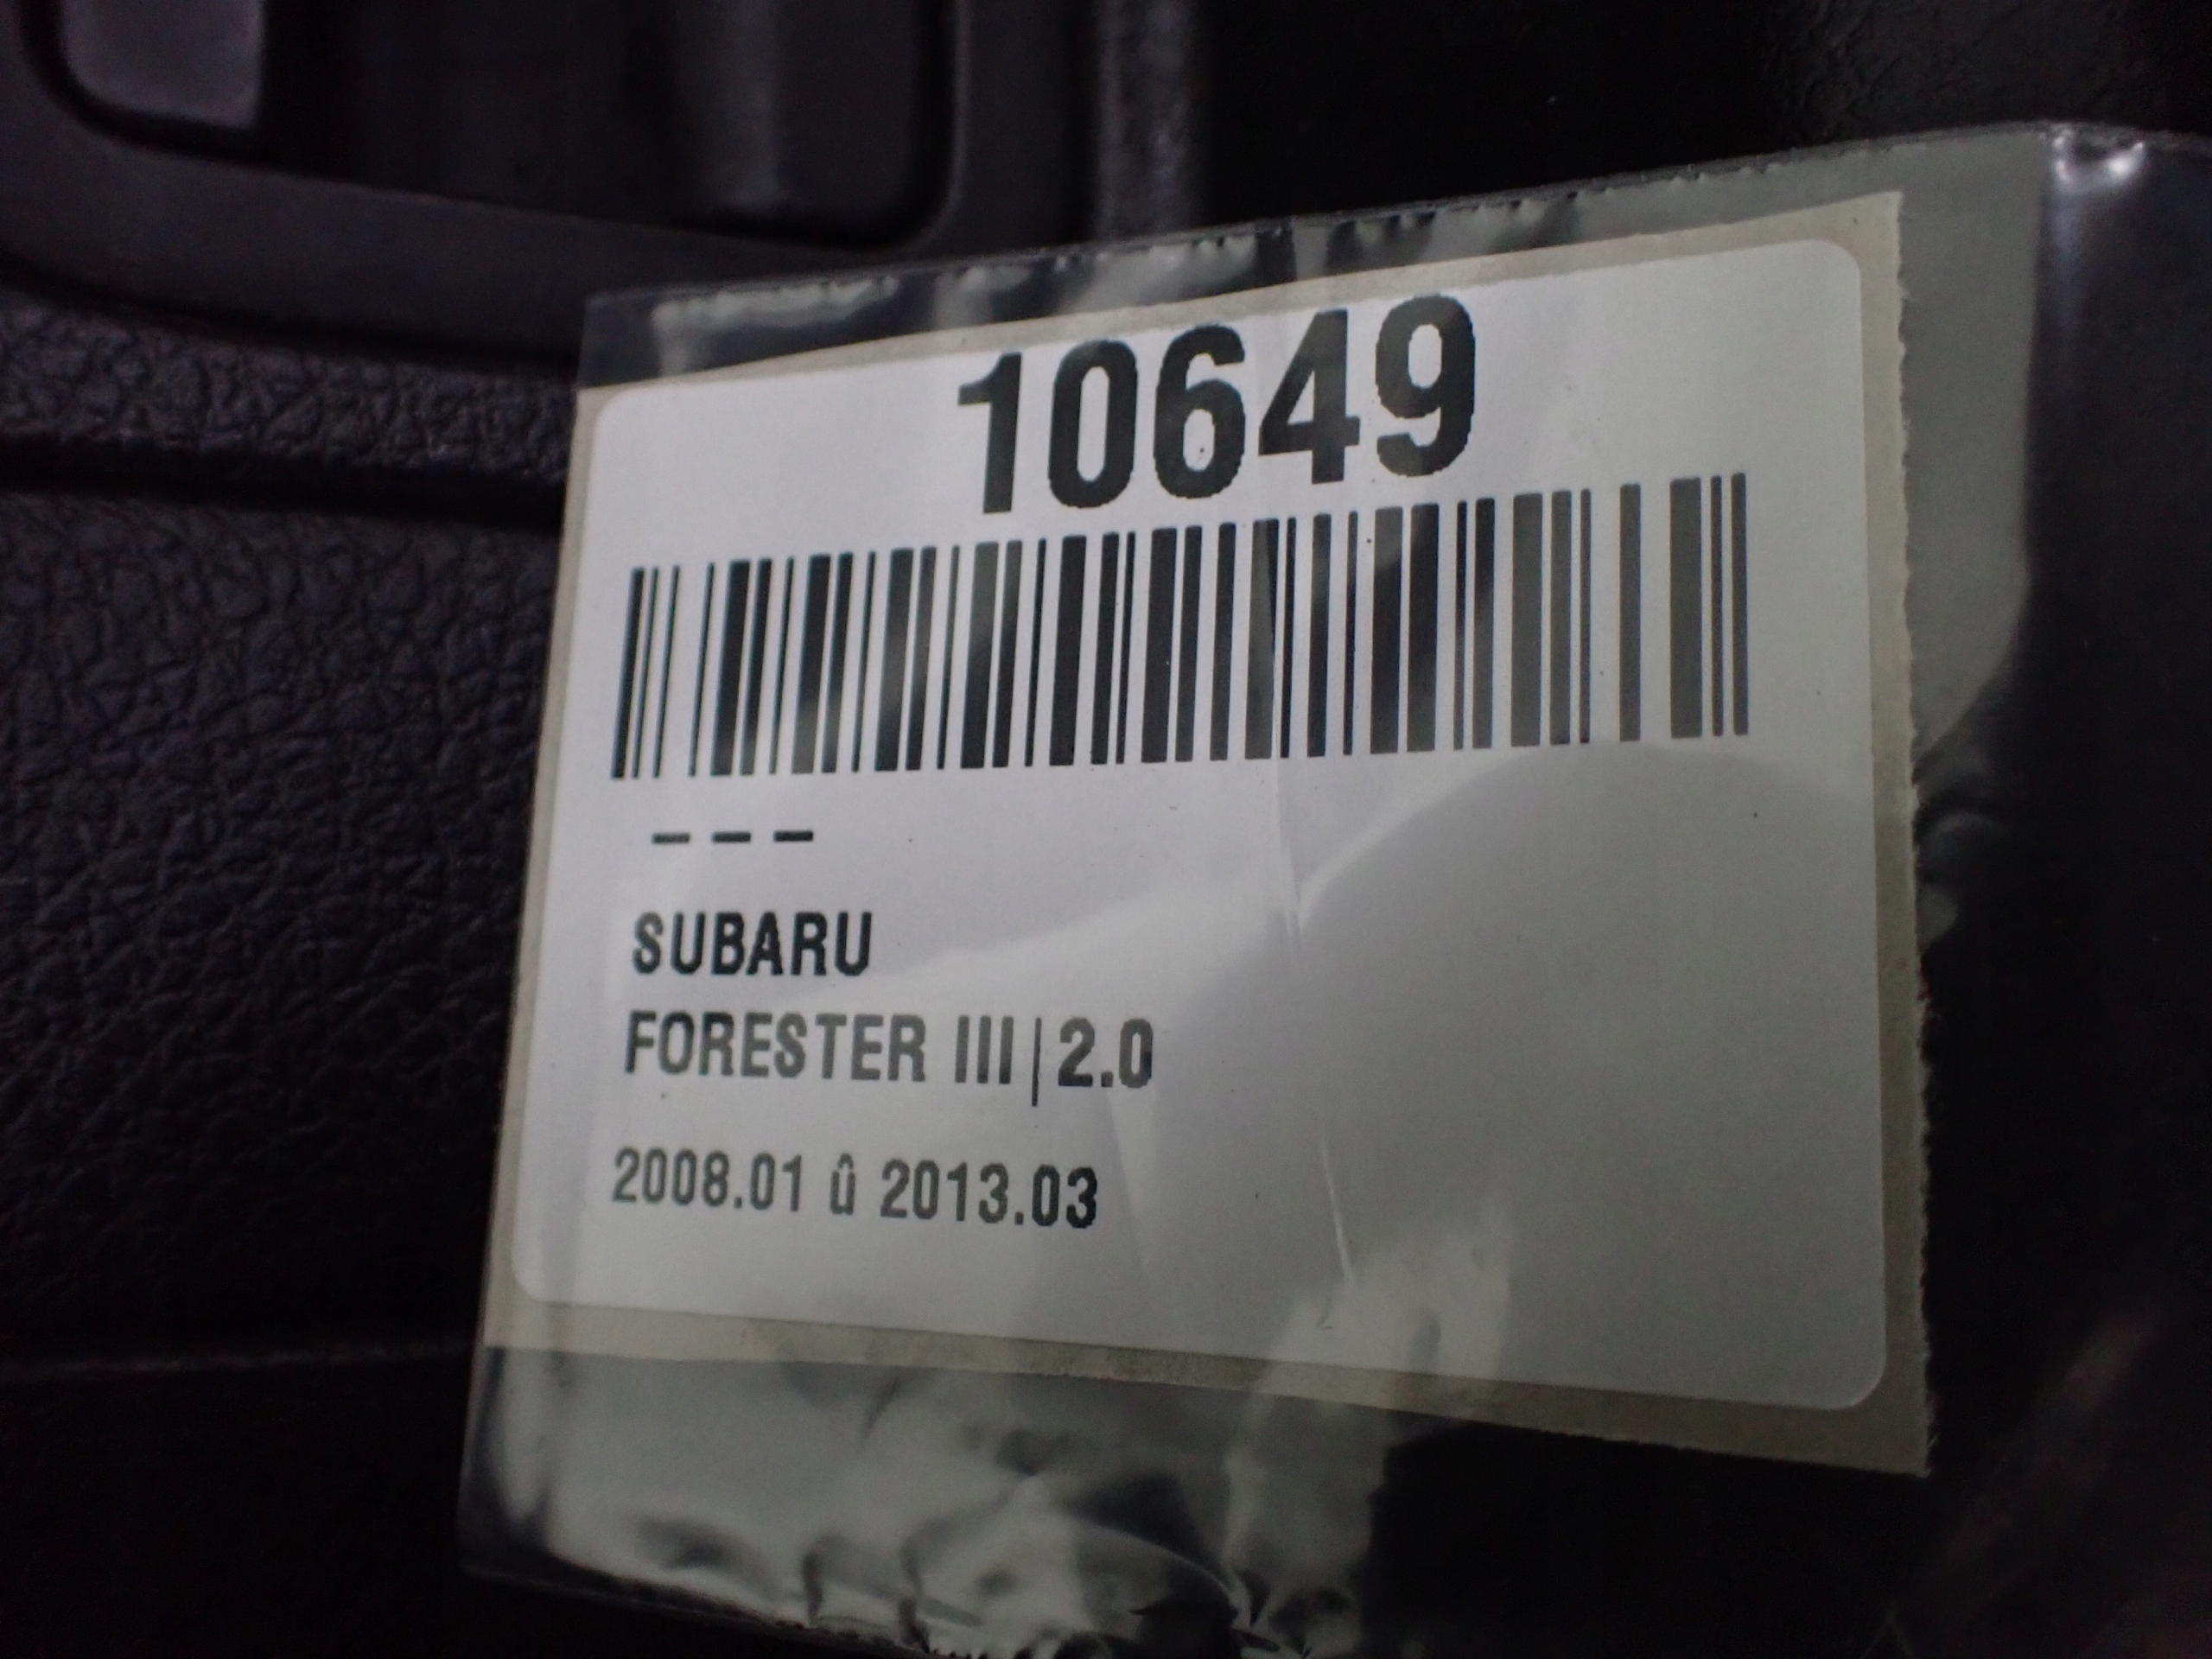 10649
– – –
SUBARU
FORESTER III|2.0
2008.01 û 2013.03